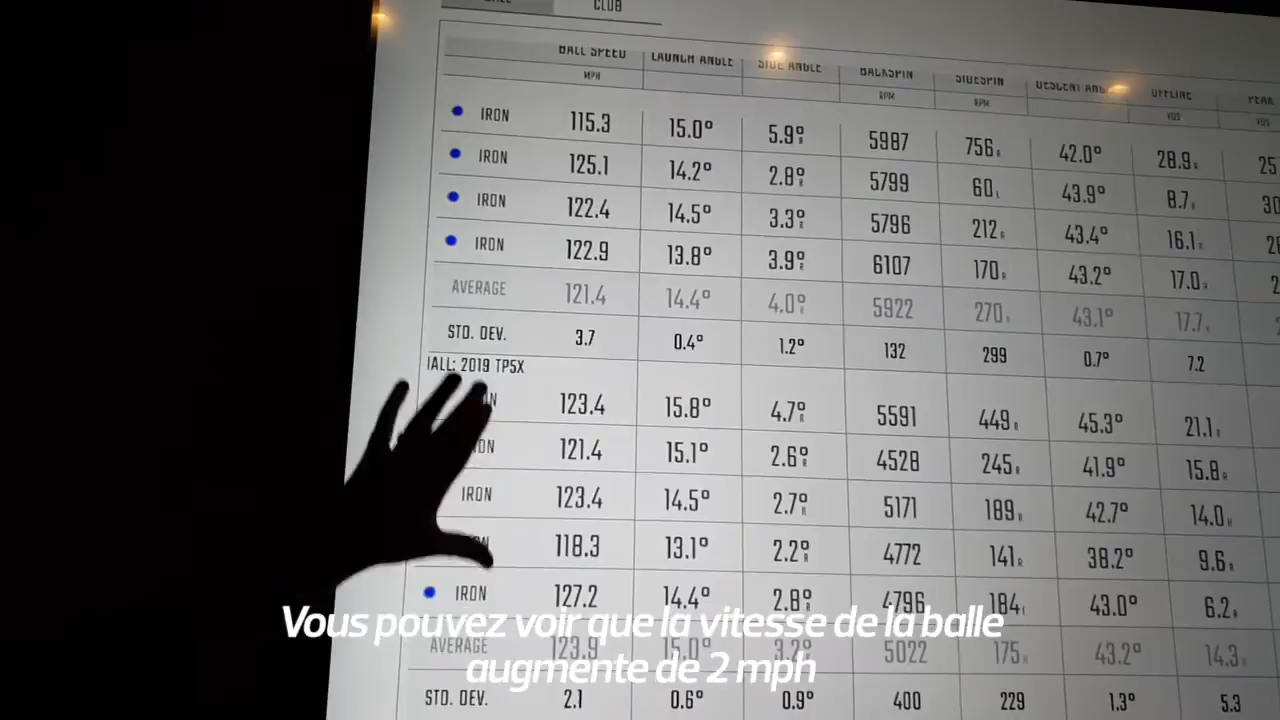 CLUB
BALL SPEED LAUNCH ANGLE SIDE ANGLE BACKSPIN SIDESPIN DESCENT ANG OFFLINE PEAK
MPH RPM RPM YDS YDS
IRON 115.3 15.0° 5.9° R 5987 756 R 42.0° 28.9 R 25
IRON 125.1 14.2° 2.8° R 5799 60 L 43.9° 8.7 R 30
IRON 122.4 14.5° 3.3° R 5796 212 R 43.4° 16.1 R
IRON 122.9 13.8° 3.9° R 6107 170 R 43.2° 17.0 R 2
AVERAGE 121.4 14.4° 4.0° R 5922 270 R 43.1° 17.7 R
STD. DEV. 3.7 0.4° 1.2° 132 299 0.7° 7.2
IALL: 2019 TP5X
123.4 15.8° 4.7° R 5591 449 R 45.3° 21.1
121.4 15.1° 2.6° R 4528 245 R 41.9° 15.8 R
IRON 123.4 14.5° 2.7° R 5171 189 R 42.7° 14.0 R
118.3 13.1° 2.2° R 4772 141 R 38.2° 9.6 R
IRON 127.2 14.4° 2.8° R 4796 184 43.0° 6.2 R
AVERAGE 123.9 15.0° 3.2° R 5022 175 R 43.2° 14.3 R
STD. DEV. 2.1 0.6° 0.9° 400 229 1.3° 5.3
Vous pouvez voir que la vitesse de la balle
augmente de 2 mph